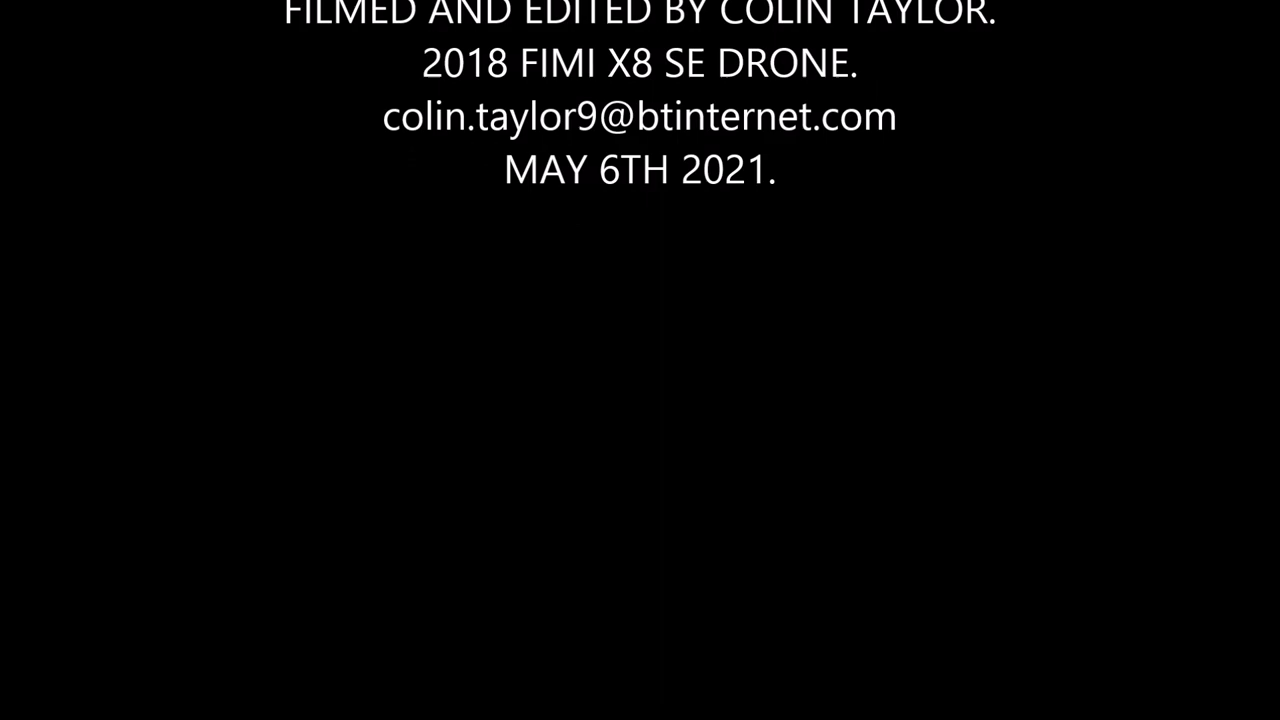 FILMED AND EDITED BY COLIN TAYLOR.
2018 FIMI X8 SE DRONE.
colin.taylor9@btinternet.com
MAY 6TH 2021.